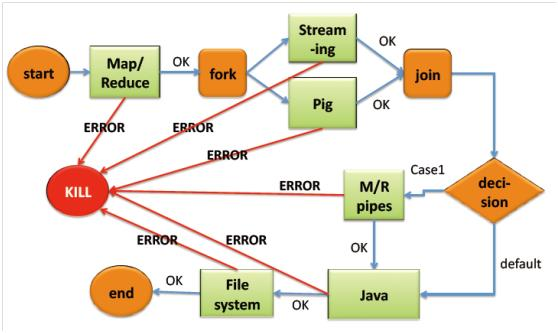 start
Map/
Reduce
OK
fork
Stream
-ing
OK
join
Pig
OK
ERROR
ERROR
ERROR
KILL
ERROR
M/R
pipes
Case1
deci-
sion
OK
default
ERROR
ERROR
end
OK
File
system
OK
Java